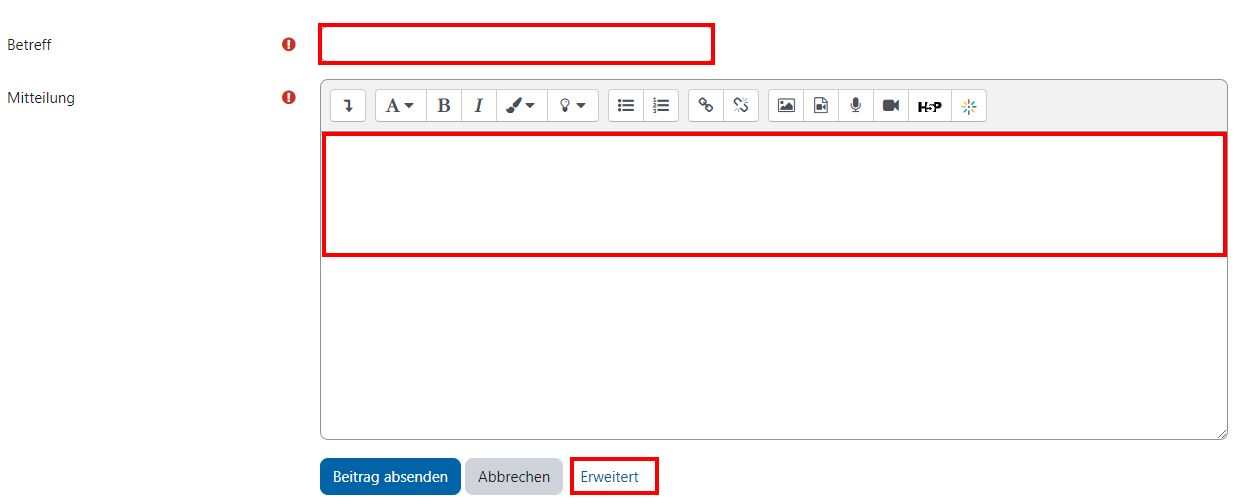 Betreff
Mitteilung
A B I H5P
Beitrag absenden Abbrechen Erweitert